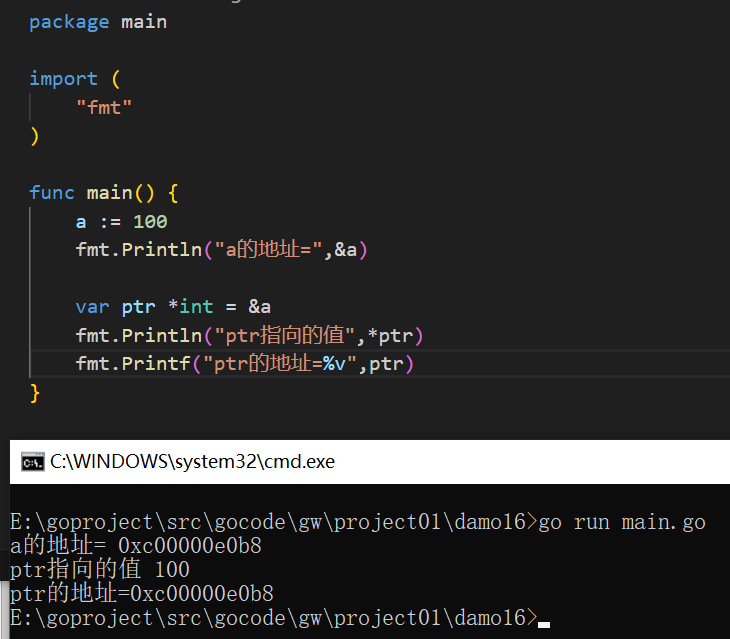 package main
import (
"fmt"
)
func main() {
a := 100
fmt.Println("a的地址=",&a)
var ptr *int = &a
fmt.Println("ptr指向的值",*ptr)
fmt.Printf("ptr的地址=%v",ptr)
}
C:\WINDOWS\system32\cmd.exe
E:\goproject\src\gocode\gw\project01\damo16>go run main.go
a的地址= 0xc00000e0b8
ptr指向的值 100
ptr的地址=0xc00000e0b8
E:\goproject\src\gocode\gw\project01\damo16>